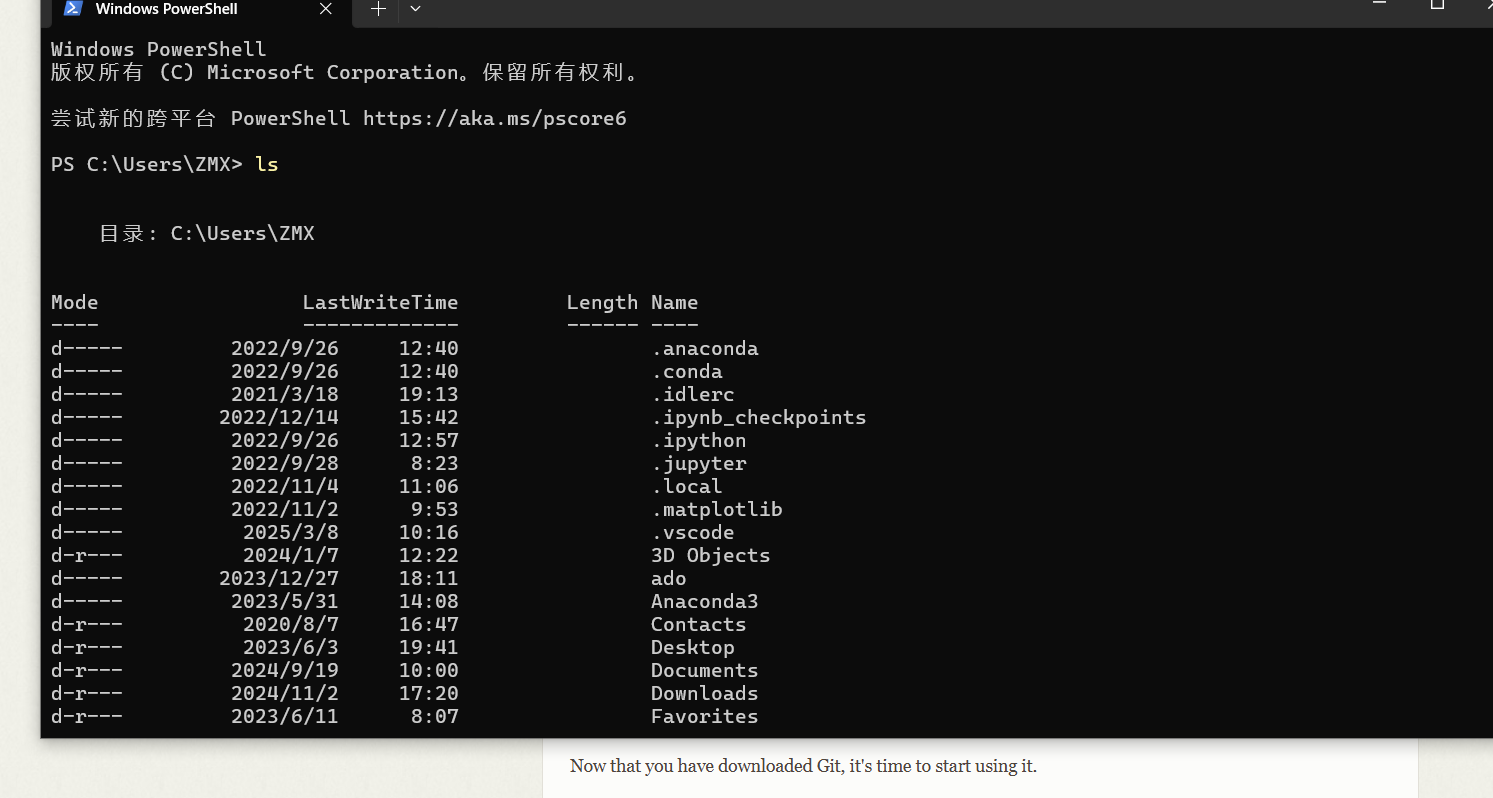 Windows PowerShell
Windows PowerShell
版权所有 (C) Microsoft Corporation。保留所有权利。
尝试新的跨平台 PowerShell https://aka.ms/pscore6
PS C:\Users\ZMX> ls
目录: C:\Users\ZMX
Mode LastWriteTime Length Name
---- ------------- ------ ----
d----- 2022/9/26 12:40 .anaconda
d----- 2022/9/26 12:40 .conda
d----- 2021/3/18 19:13 .idlerc
d----- 2022/12/14 15:42 .ipynb_checkpoints
d----- 2022/9/26 12:57 .ipython
d----- 2022/9/28 8:23 .jupyter
d----- 2022/11/4 11:06 .local
d----- 2022/11/2 9:53 .matplotlib
d----- 2025/3/8 10:16 .vscode
d-r--- 2024/1/7 12:22 3D Objects
d----- 2023/12/27 18:11 ado
d----- 2023/5/31 14:08 Anaconda3
d-r--- 2020/8/7 16:47 Contacts
d-r--- 2023/6/3 19:41 Desktop
d-r--- 2024/9/19 10:00 Documents
d-r--- 2024/11/2 17:20 Downloads
d-r--- 2023/6/11 8:07 Favorites
Now that you have downloaded Git, it's time to start using it.